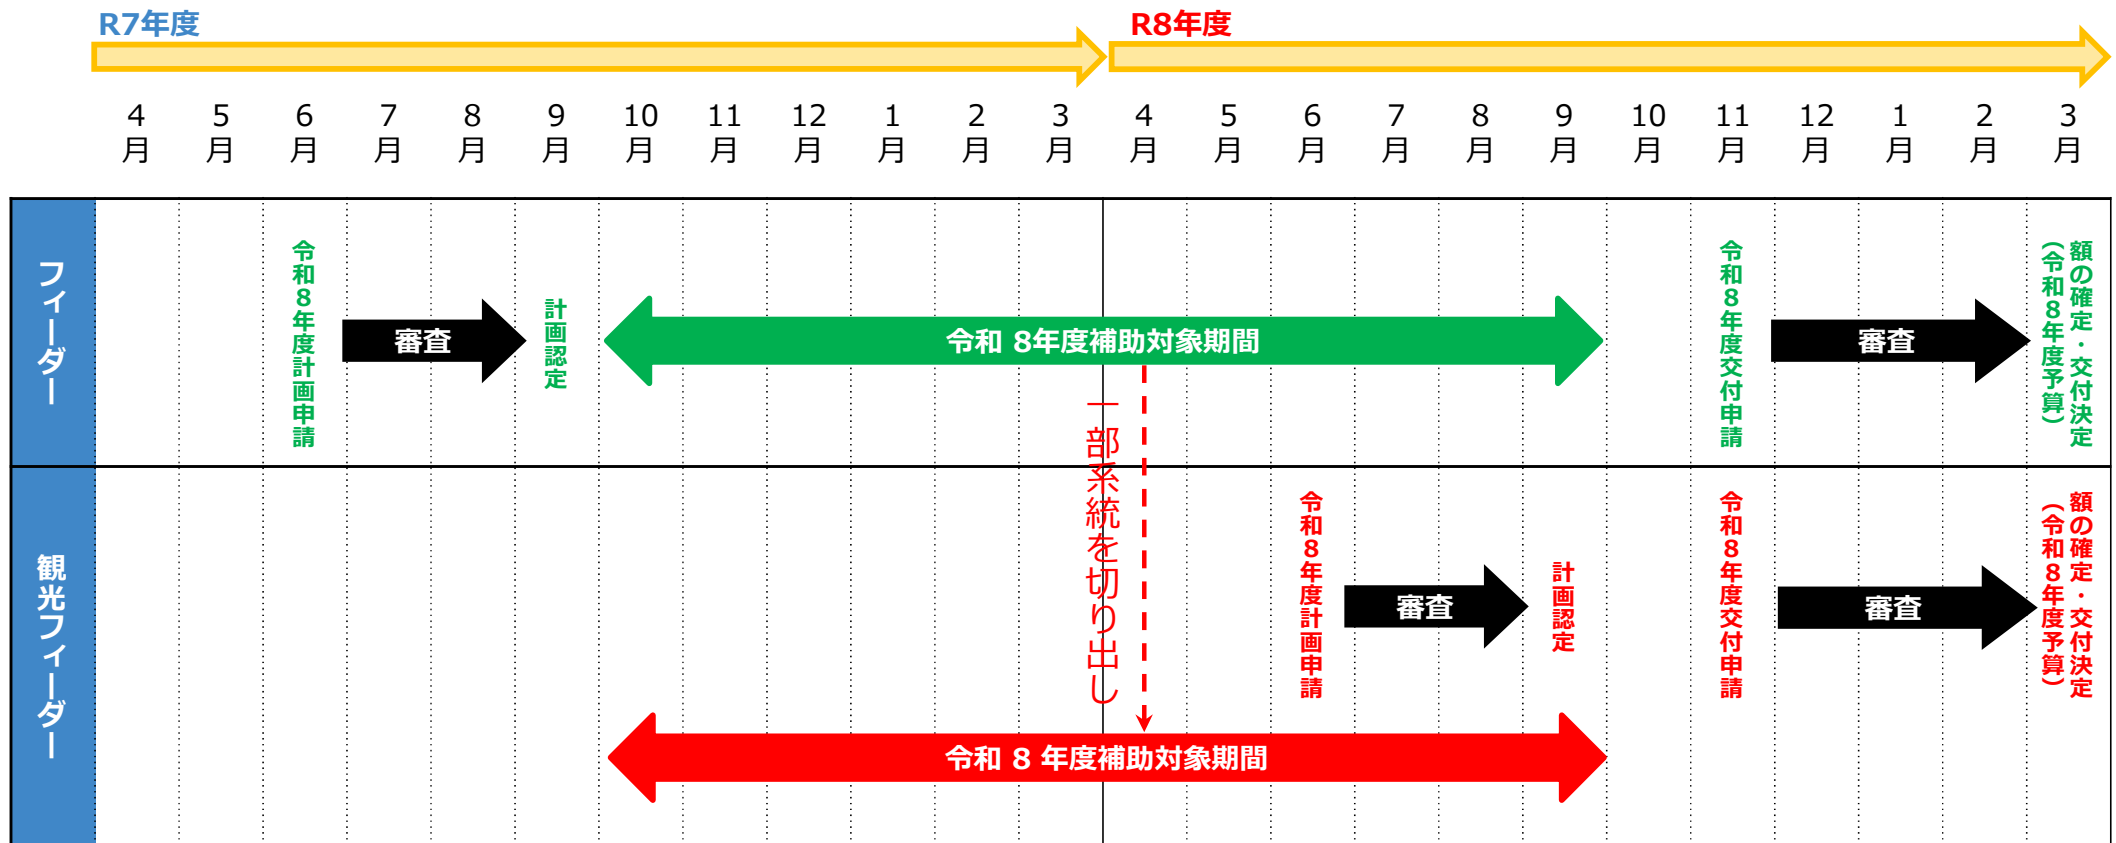 R7年度
R8年度
4月 5月 6月 7月 8月 9月 10月 11月 12月 1月 2月 3月 4月 5月 6月 7月 8月 9月 10月 11月 12月 1月 2月 3月
フィーダー
令和8年度計画申請
審査
計画認定
令和 8年度補助対象期間
令和8年度交付申請
審査
額の確定・交付決定
（令和8年度予算）
一部系統を切り出し
観光フィーダー
令和8年度計画申請
審査
計画認定
令和8年度交付申請
審査
額の確定・交付決定
（令和8年度予算）
令和 8 年度補助対象期間